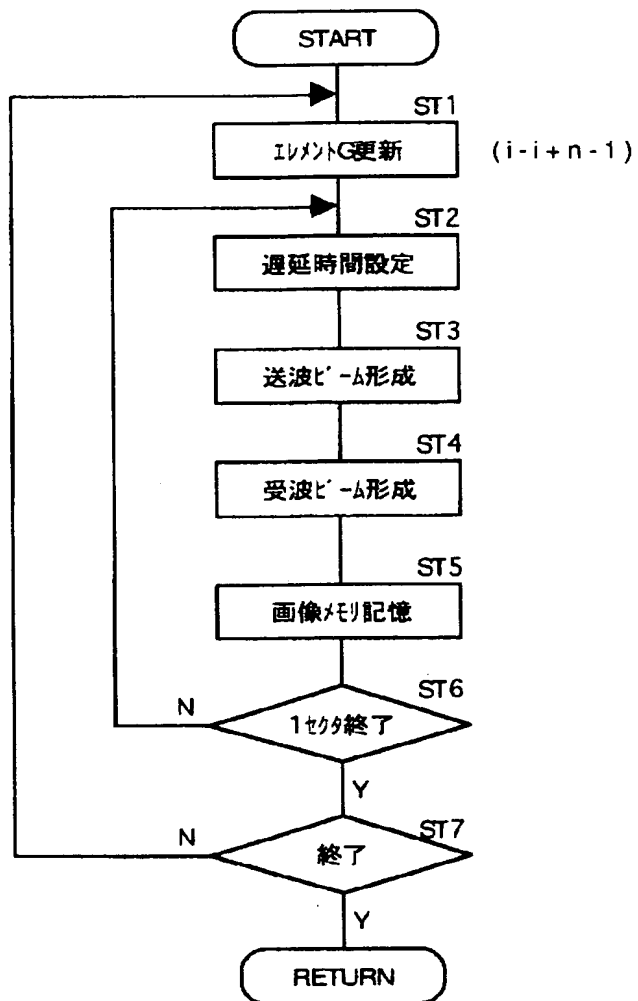 START
ST1
エレメントG更新 (i-i+n-1)
ST2
遅延時間設定
ST3
送波ビーム形成
ST4
受波ビーム形成
ST5
画像メモリ記憶
ST6
N
1セクタ終了
Y
ST7
N
終了
Y
RETURN